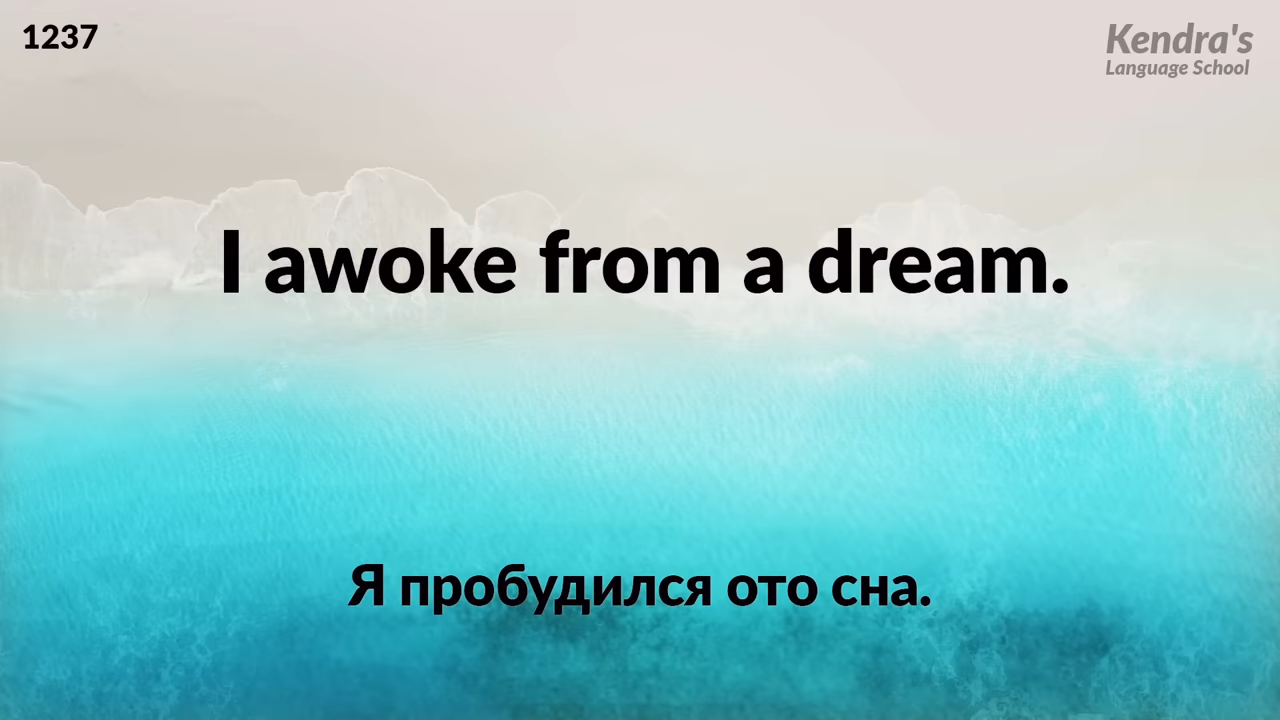 1237
Kendra's
Language School
I awoke from a dream.
Я пробудился ото сна.